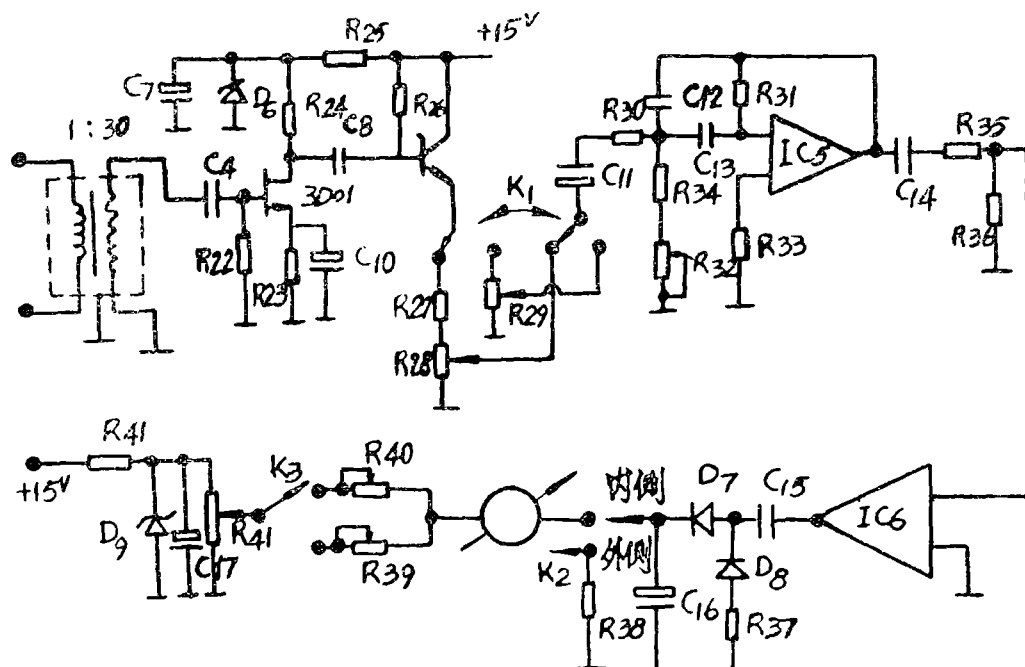 R25
+15V
C7
D6
R24
R26
C8
1:30
C4
3D01
R22
R23
C10
R27
R28
K1
R29
C11
R30
C12
R31
C13
IC5
R34
R32
R33
C14
R35
R36
R41
+15V
D9
C17
R41
K3
R40
R39
内侧
外侧
K2
R38
D7
C15
IC6
D8
C16
R37